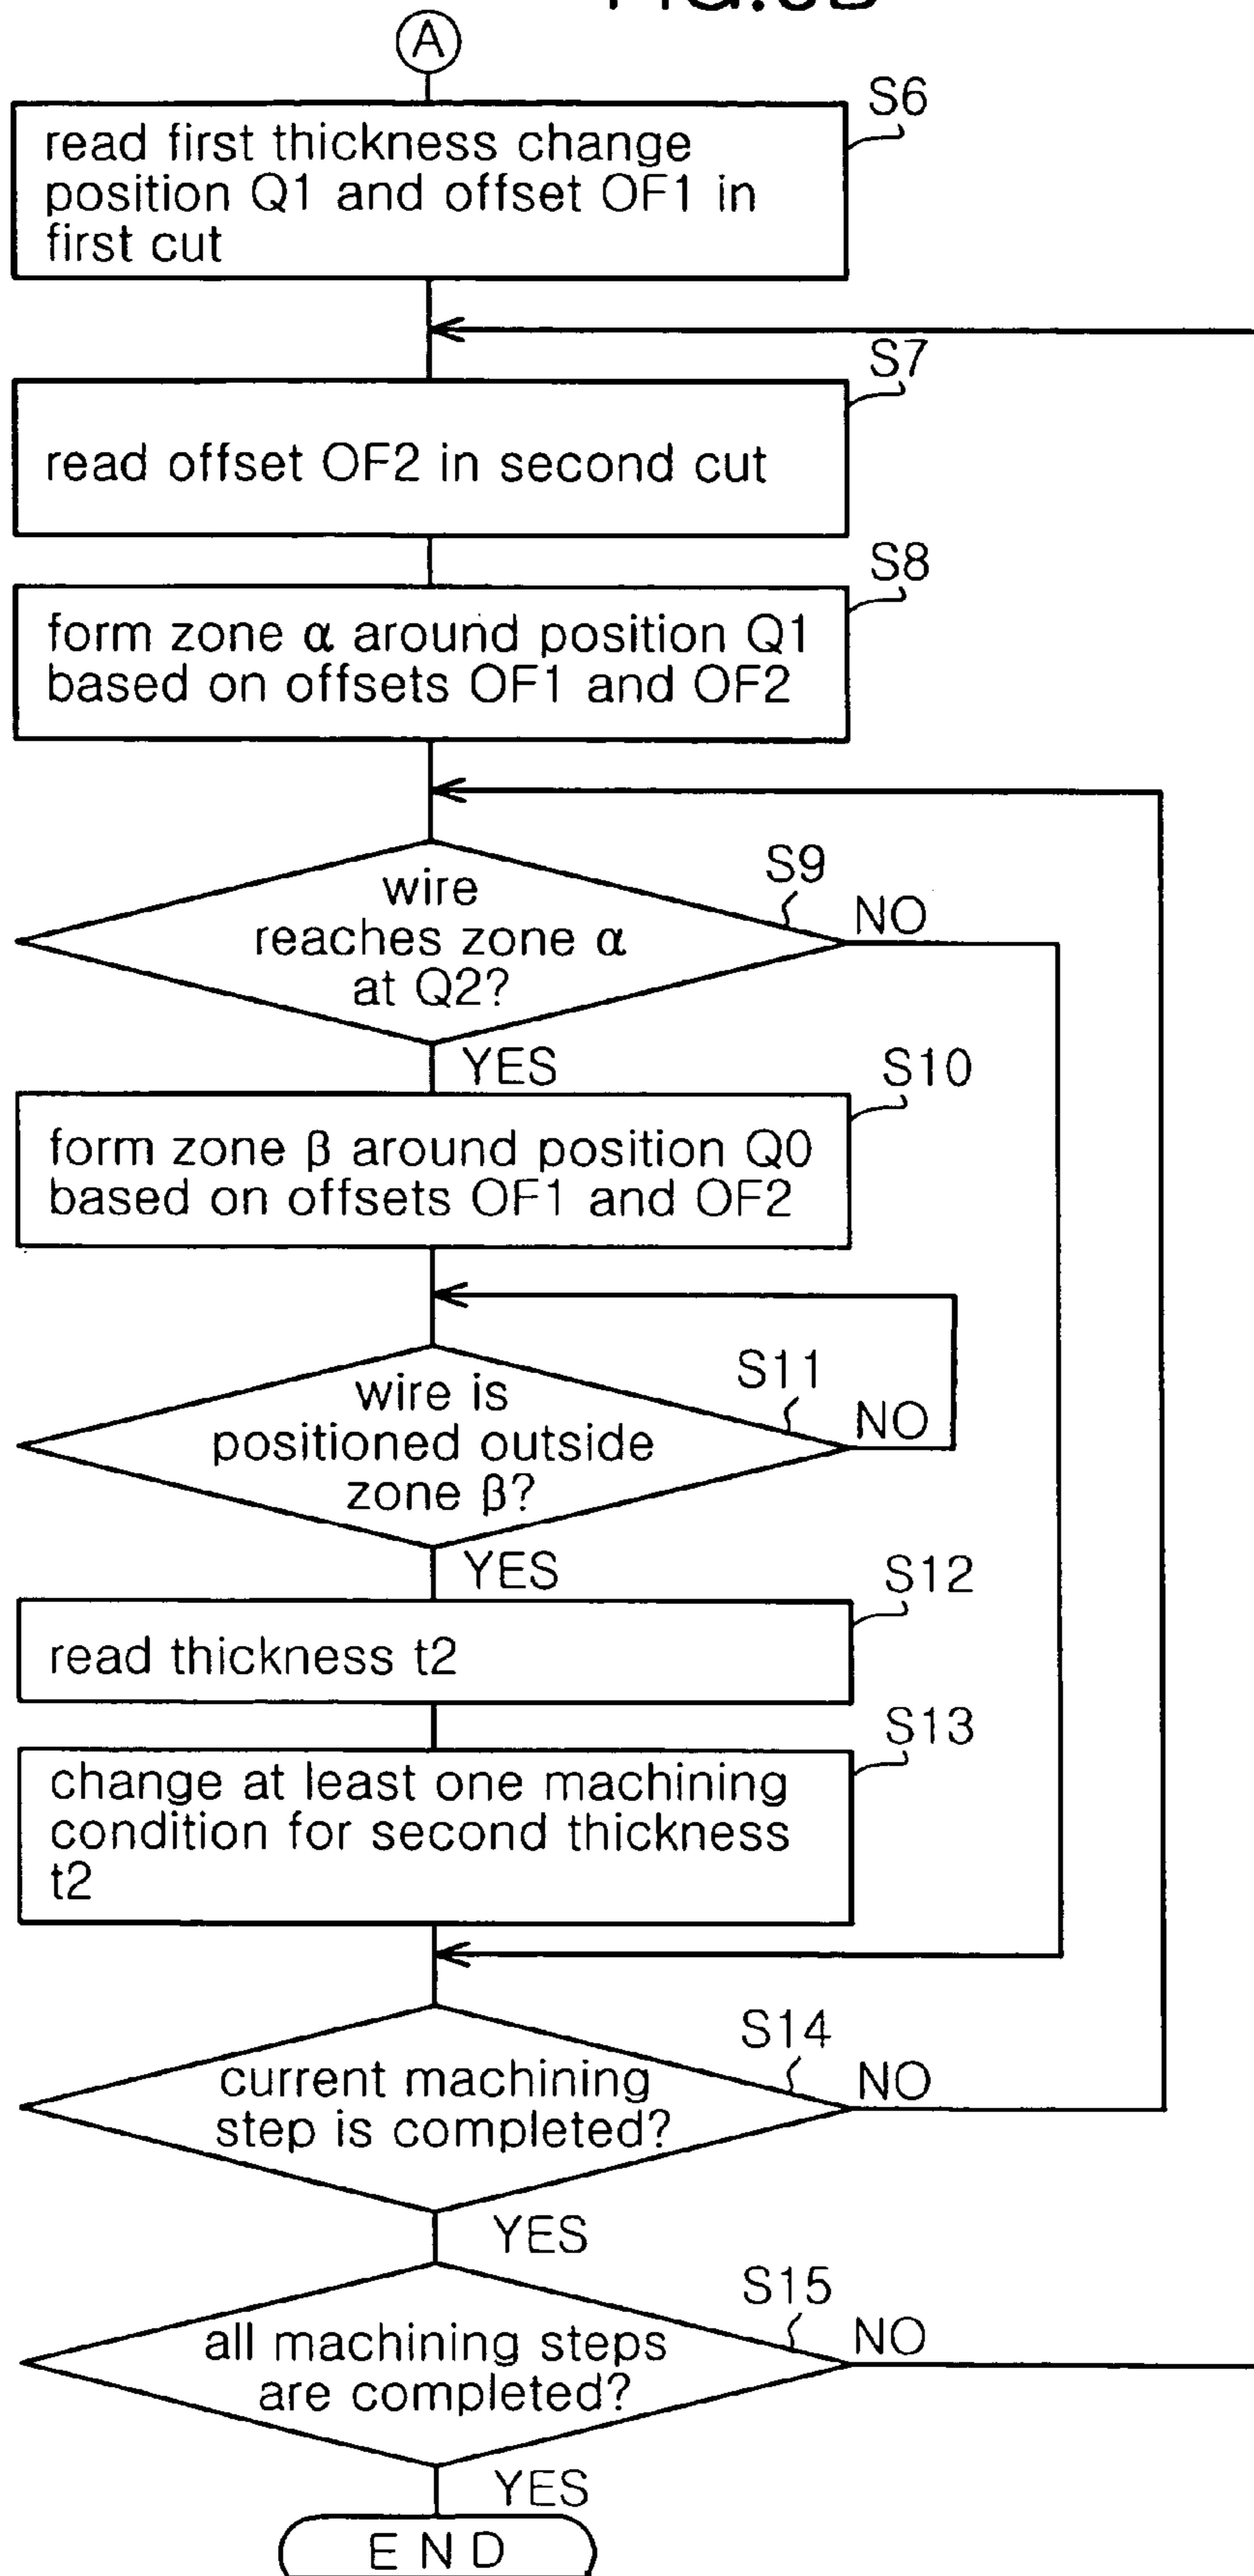 A
S6
read first thickness change
position Q1 and offset OF1 in
first cut
S7
read offset OF2 in second cut
S8
form zone α around position Q1
based on offsets OF1 and OF2
S9
wire
reaches zone α
at Q2?
NO
YES
S10
form zone β around position Q0
based on offsets OF1 and OF2
S11
wire is
positioned outside
zone β?
NO
YES
S12
read thickness t2
S13
change at least one machining
condition for second thickness
t2
S14
current machining
step is completed?
NO
YES
S15
all machining steps
are completed?
NO
YES
END